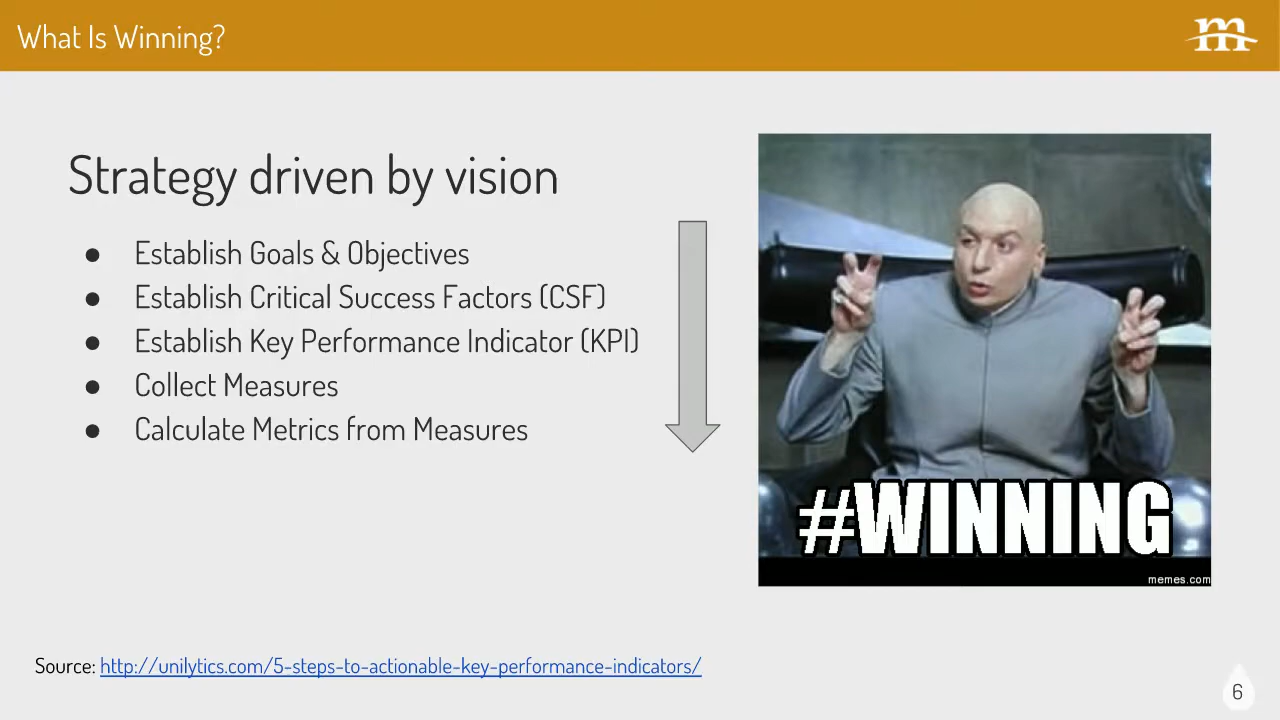 What Is Winning?
m
Strategy driven by vision
● Establish Goals & Objectives
● Establish Critical Success Factors (CSF)
● Establish Key Performance Indicator (KPI)
● Collect Measures
● Calculate Metrics from Measures
#WINNING
memes.com
Source: http://unilytics.com/5-steps-to-actionable-key-performance-indicators/
6